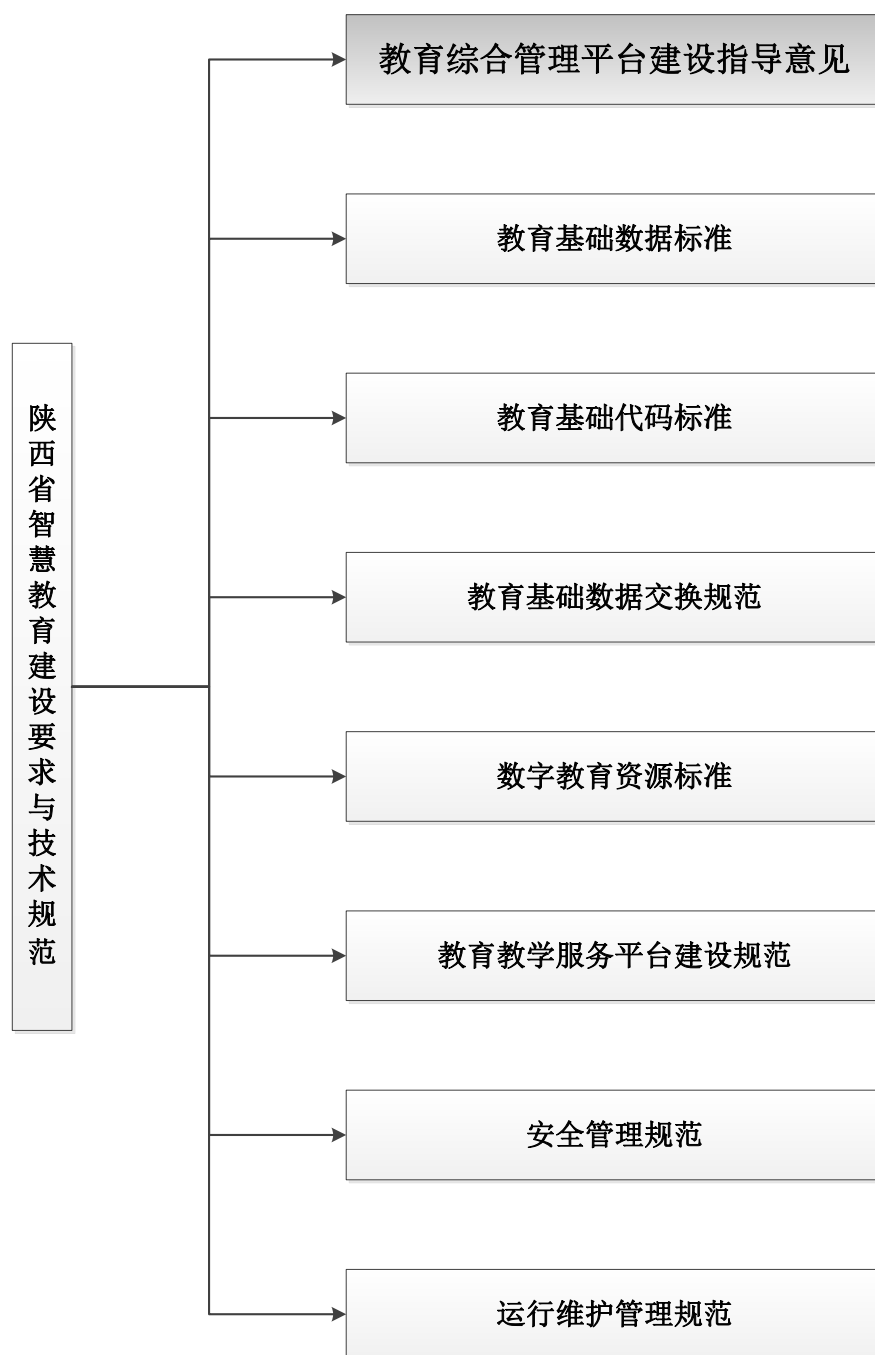 陕西省智慧教育建设要求与技术规范
教育综合管理平台建设指导意见
教育基础数据标准
教育基础代码标准
教育基础数据交换规范
数字教育资源标准
教育教学服务平台建设规范
安全管理规范
运行维护管理规范